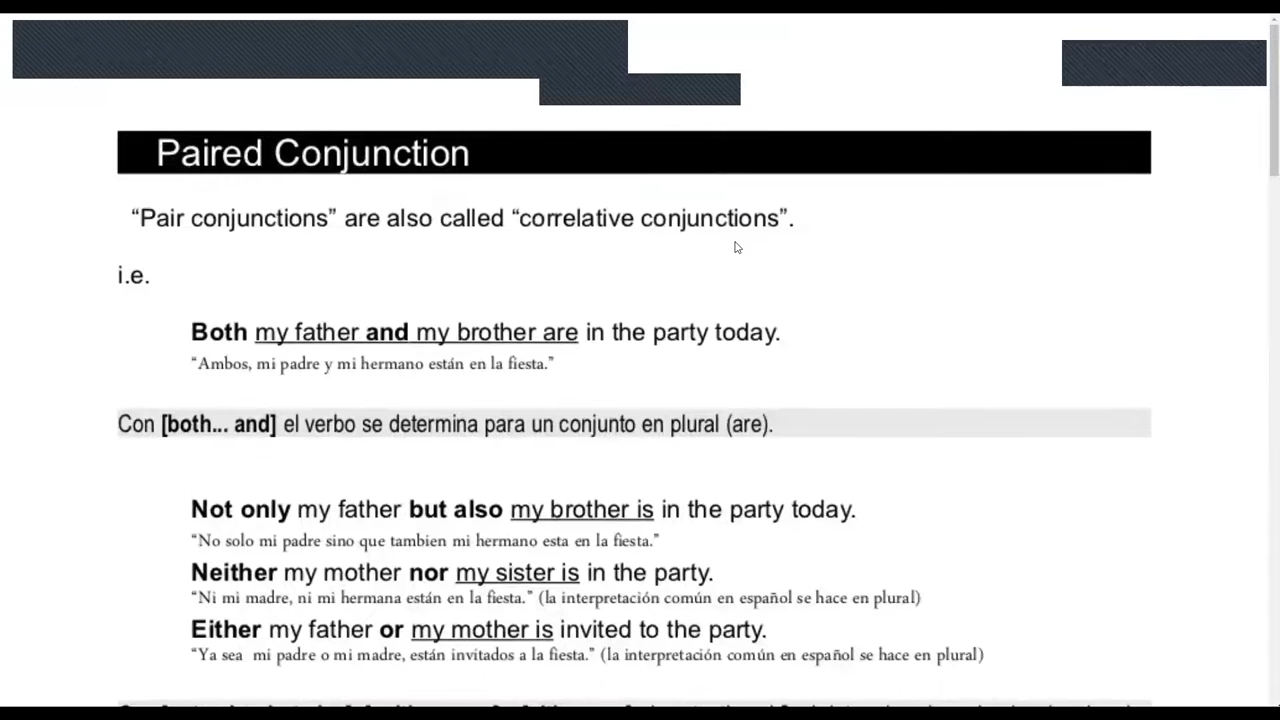 Paired Conjunction
“Pair conjunctions” are also called “correlative conjunctions”.
i.e.
Both my father and my brother are in the party today.
“Ambos, mi padre y mi hermano están en la fiesta.”
Con [both... and] el verbo se determina para un conjunto en plural (are).
Not only my father but also my brother is in the party today.
“No solo mi padre sino que tambien mi hermano esta en la fiesta.”
Neither my mother nor my sister is in the party.
“Ni mi madre, ni mi hermana están en la fiesta.” (la interpretación común en español se hace en plural)
Either my father or my mother is invited to the party.
“Ya sea mi padre o mi madre, están invitados a la fiesta.” (la interpretación común en español se hace en plural)